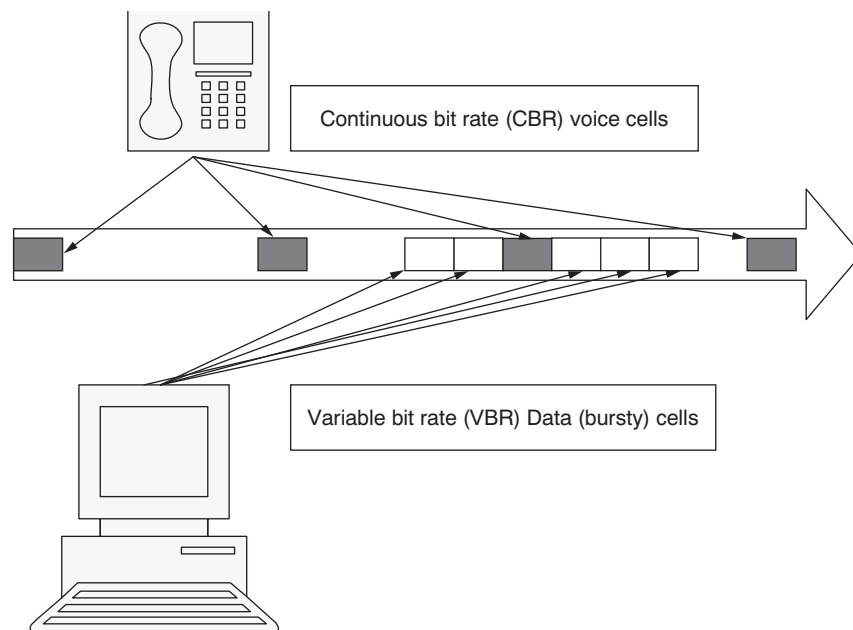 Continuous bit rate (CBR) voice cells
Variable bit rate (VBR) Data (bursty) cells